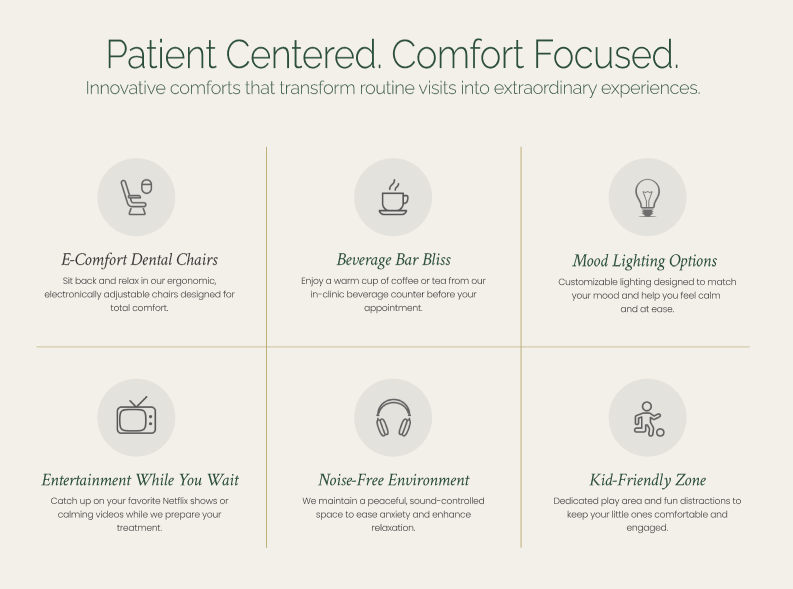 Patient Centered. Comfort Focused.
Innovative comforts that transform routine visits into extraordinary experiences.
E-Comfort Dental Chairs
Sit back and relax in our ergonomic,
electronically adjustable chairs designed for
total comfort.
Beverage Bar Bliss
Enjoy a warm cup of coffee or tea from our
in-clinic beverage counter before your
appointment.
Mood Lighting Options
Customizable lighting designed to match
your mood and help you feel calm
and at ease.
Entertainment While You Wait
Catch up on your favorite Netflix shows or
calming videos while we prepare your
treatment.
Noise-Free Environment
We maintain a peaceful, sound-controlled
space to ease anxiety and enhance
relaxation.
Kid-Friendly Zone
Dedicated play area and fun distractions to
keep your little ones comfortable and
engaged.